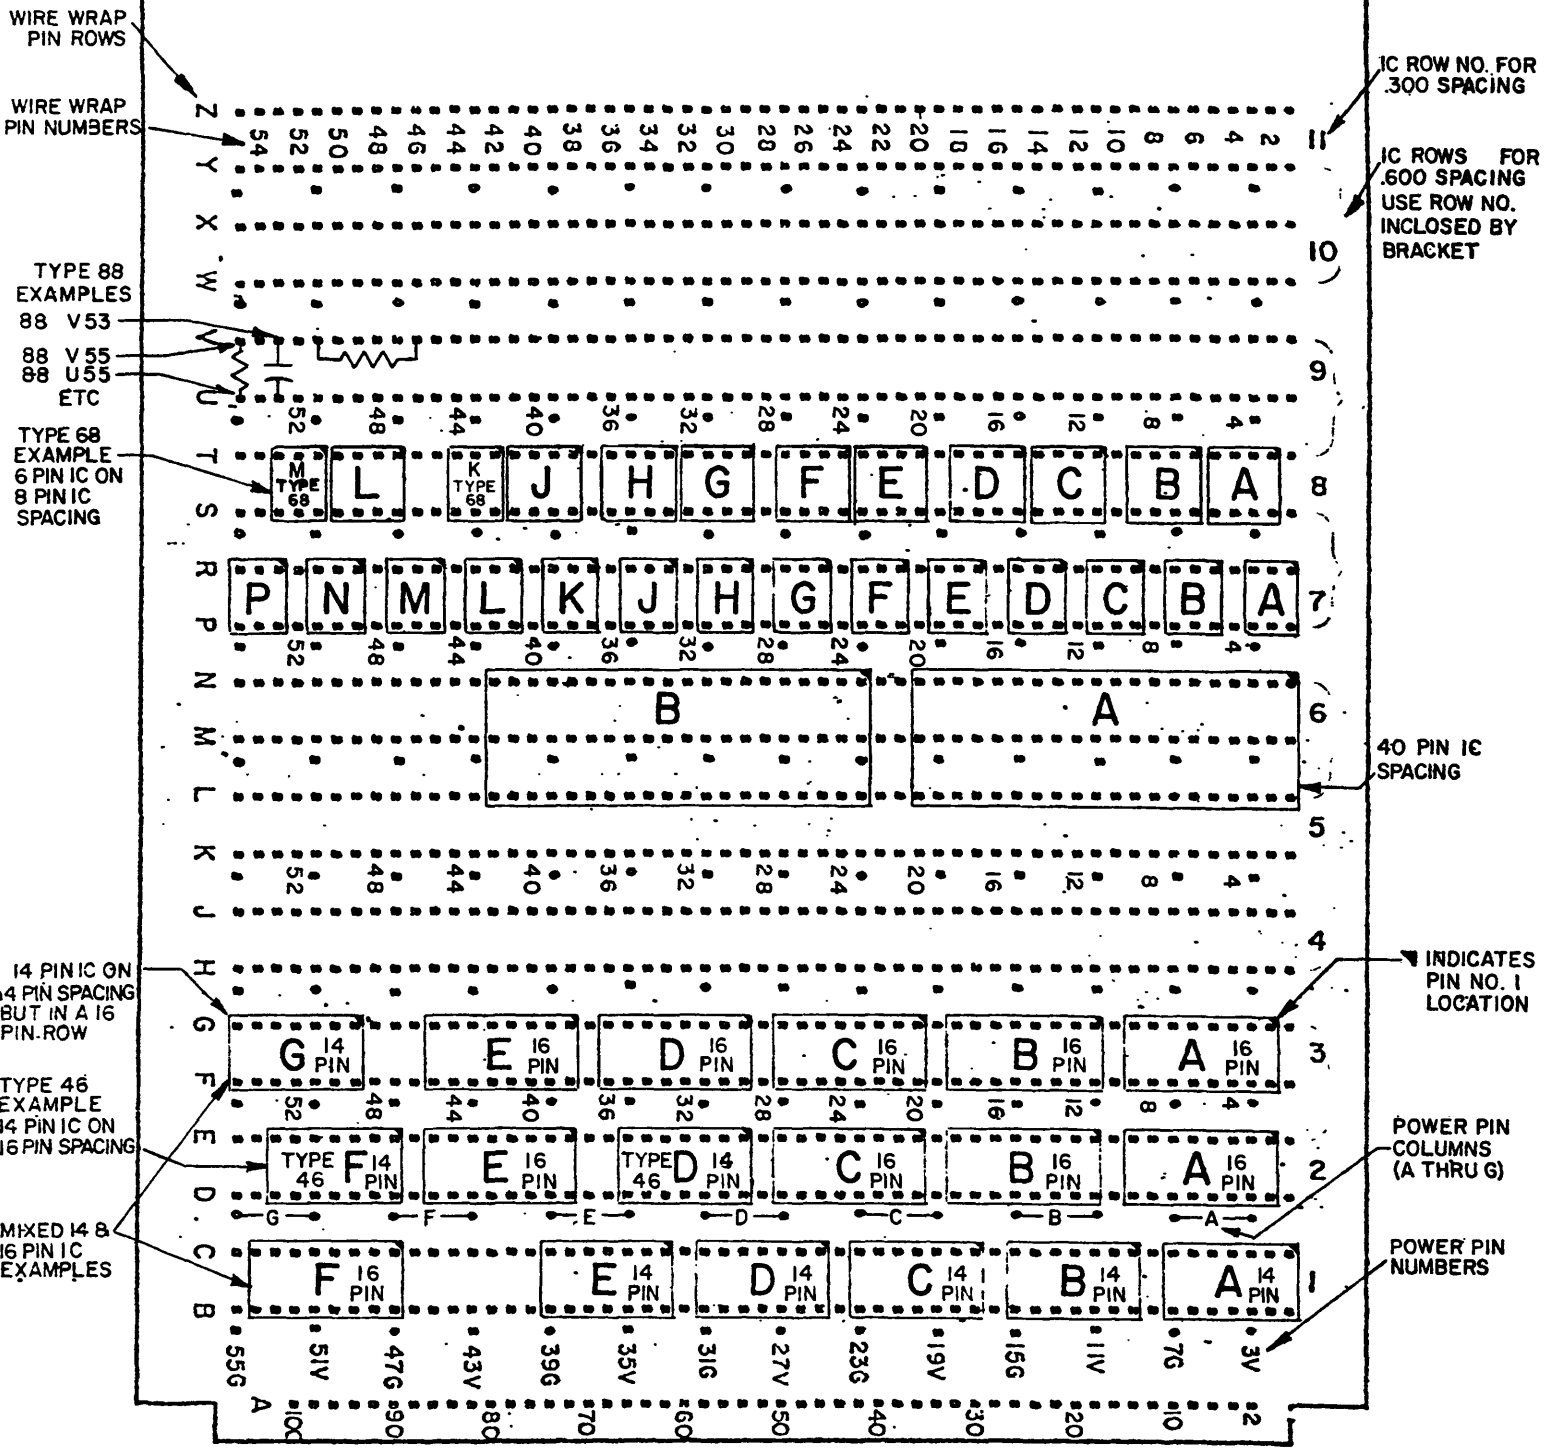 WIRE WRAP
PIN ROWS
WIRE WRAP
PIN NUMBERS
IC ROW NO. FOR
.300 SPACING
IC ROWS FOR
.600 SPACING
USE ROW NO.
INCLOSED BY
BRACKET
Z
54 52 50 48 46 44 42 40 38 36 34 32 30 28 26 24 22 20 18 16 14 12 10 8 6 4 2
11
Y
X
10
W
TYPE 88
EXAMPLES
88 V53
88 V55
88 U55
ETC
V
9
U
52 48 44 40 36 32 28 24 20 16 12 8 4
TYPE 68
EXAMPLE
6 PIN IC ON
8 PIN IC
SPACING
T
M TYPE 68
L
K TYPE 68
J H G F E D C B A
8
S
R
P N M L K J H G F E D C B A
7
P
52 48 44 40 36 32 28 24 20 16 12 8 4
N
B A
6
M
40 PIN IC
SPACING
L
5
K
52 48 44 40 36 32 28 24 20 16 12 8 4
J
4
H
14 PIN IC ON
14 PIN SPACING
BUT IN A 16
PIN-ROW
INDICATES
PIN NO. 1
LOCATION
G
G 14 PIN
E 16 PIN
D 16 PIN
C 16 PIN
B 16 PIN
A 16 PIN
3
F
52 48 44 40 36 32 28 24 20 16 12 8 4
TYPE 46
EXAMPLE
14 PIN IC ON
16 PIN SPACING
E
TYPE 46 F 14 PIN
E 16 PIN
TYPE 46 D 14 PIN
C 16 PIN
B 16 PIN
A 16 PIN
2
D
POWER PIN
COLUMNS
(A THRU G)
G F E D C B A
MIXED 14 &
16 PIN IC
EXAMPLES
C
F 16 PIN
E 14 PIN
D 14 PIN
C 14 PIN
B 14 PIN
A 14 PIN
1
B
POWER PIN
NUMBERS
55G 51V 47G 43V 39G 35V 31G 27V 23G 19V 15G 11V 7G 3V
A
100 90 80 70 60 50 40 30 20 10 2